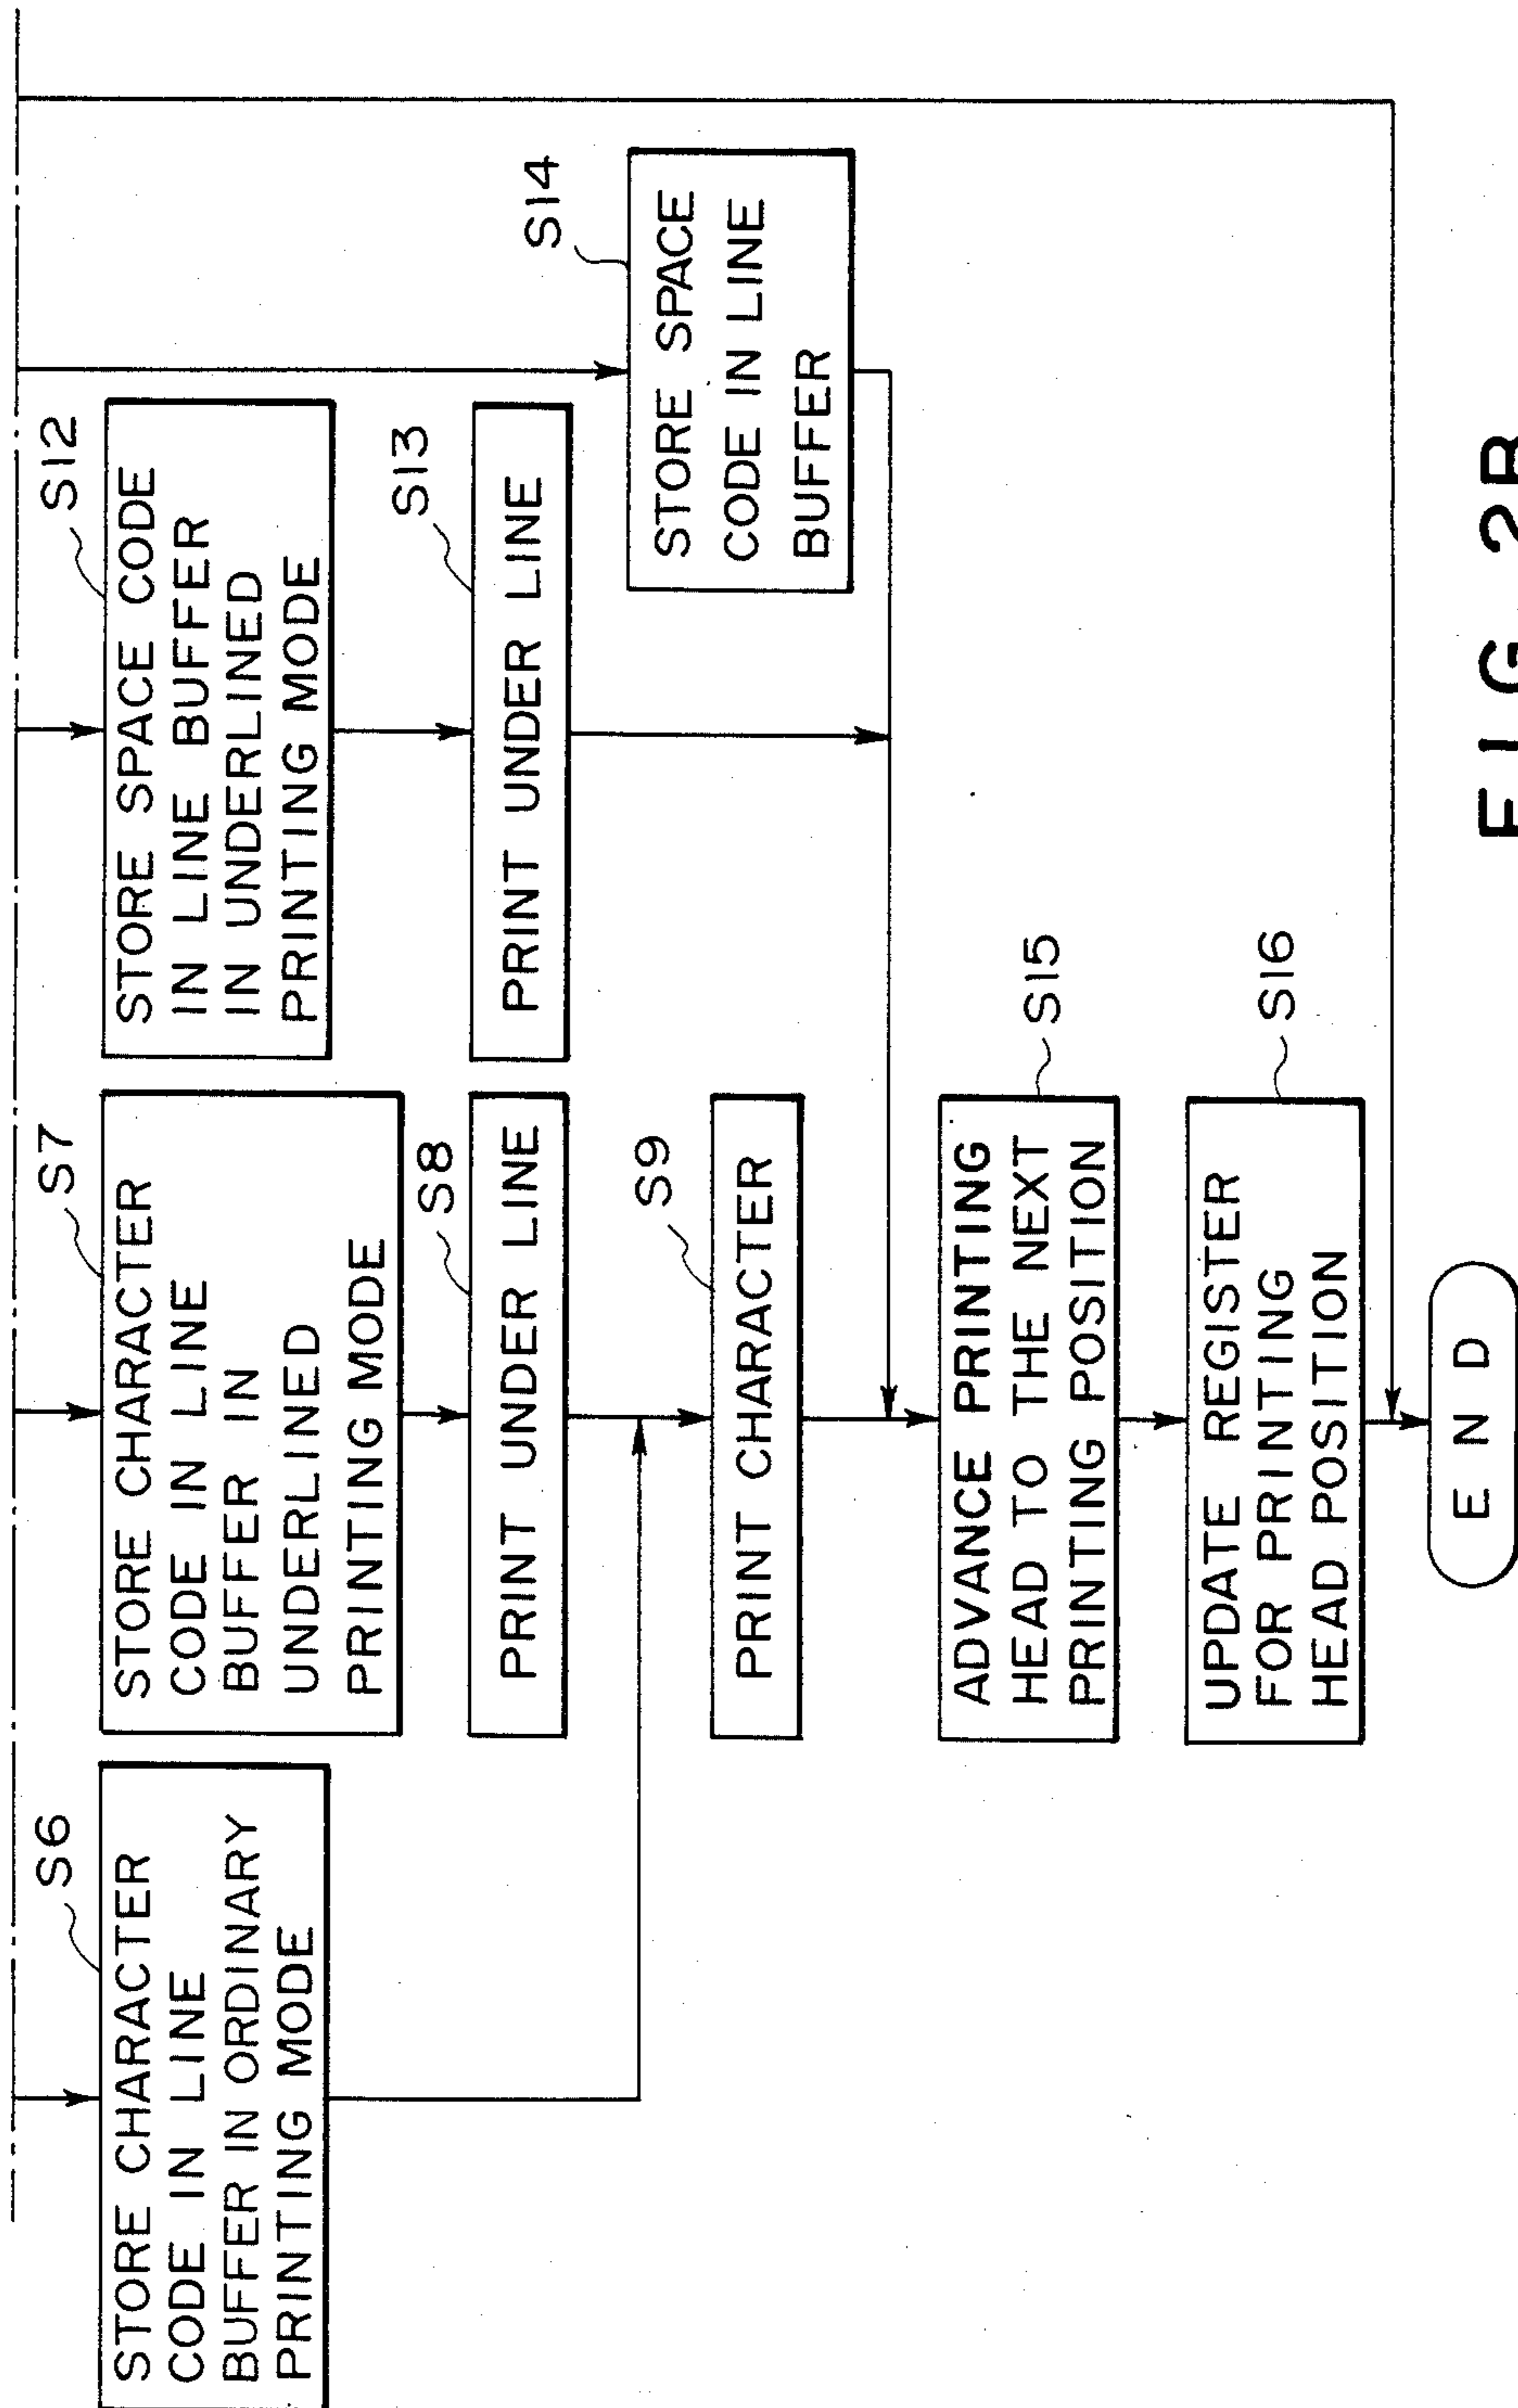 S6
STORE CHARACTER
CODE IN LINE
BUFFER IN ORDINARY
PRINTING MODE
S7
STORE CHARACTER
CODE IN LINE
BUFFER IN
UNDERLINED
PRINTING MODE
S8
PRINT UNDER LINE
S9
PRINT CHARACTER
S12
STORE SPACE CODE
IN LINE BUFFER
IN UNDERLINED
PRINTING MODE
S13
PRINT UNDER LINE
S14
STORE SPACE
CODE IN LINE
BUFFER
S15
ADVANCE PRINTING
HEAD TO THE NEXT
PRINTING POSITION
S16
UPDATE REGISTER
FOR PRINTING
HEAD POSITION
END
FIG 2B